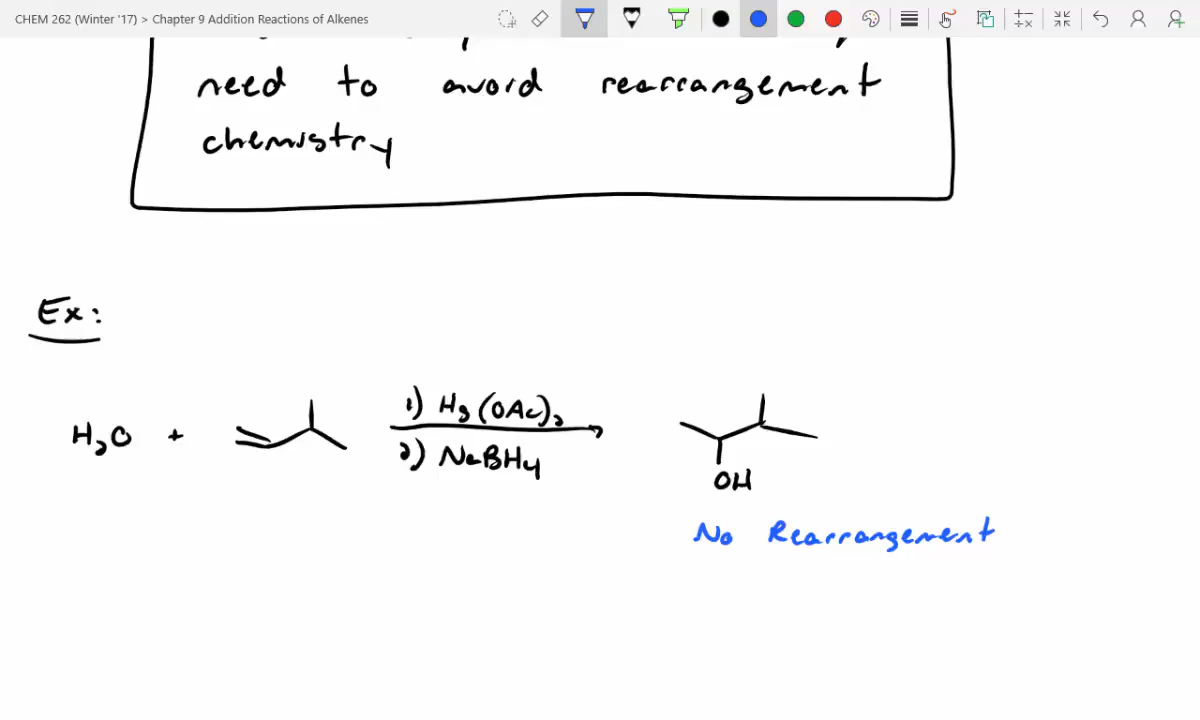 CHEM 262 (Winter '17) > Chapter 9 Addition Reactions of Alkenes
need to avoid rearrangement
chemistry
Ex:
H₂O + 1) Hg(OAc)₂
2) NaBH₄
OH
No Rearrangement